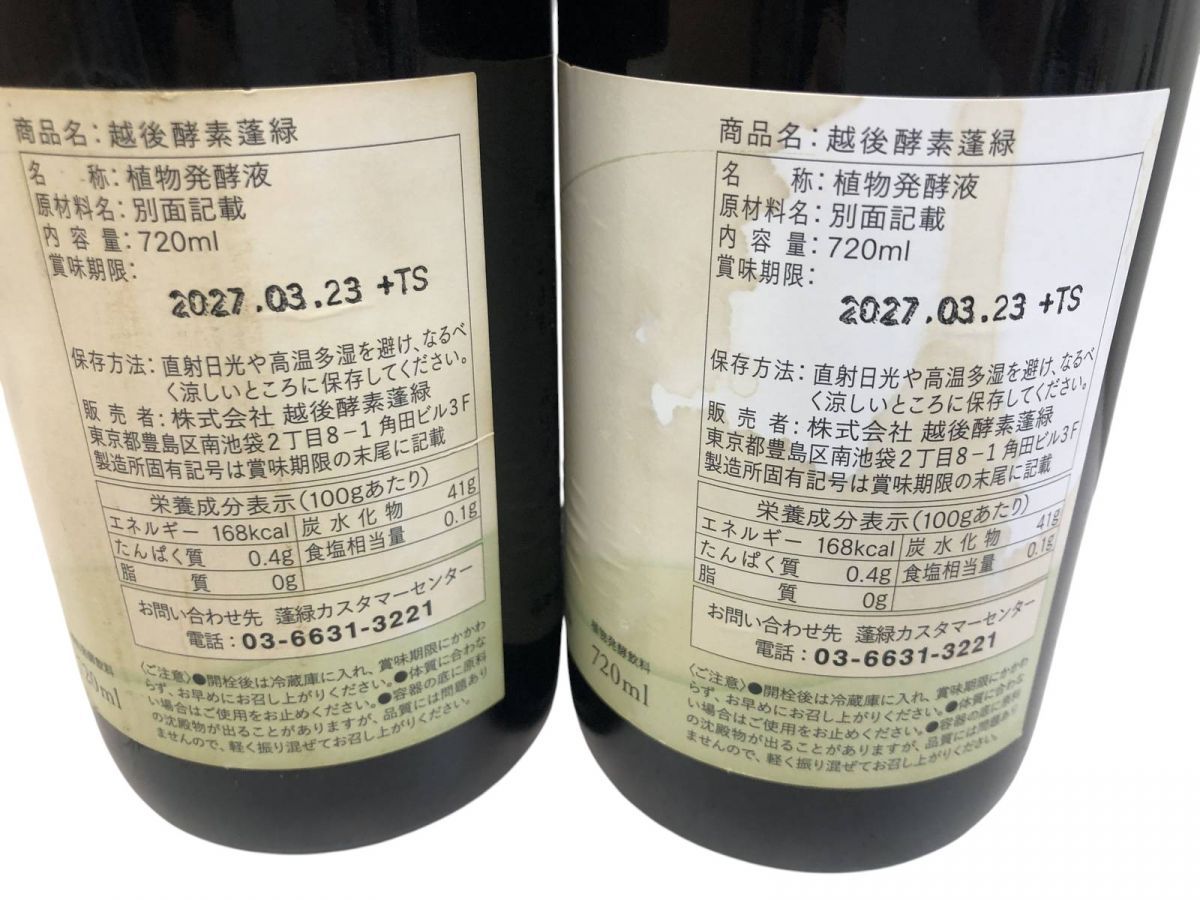 商品名：越後酵素蓬緑
名　称：植物発酵液
原材料名：別面記載
内容量：720ml
賞味期限：
2027.03.23 +TS
保存方法：直射日光や高温多湿を避け、なるべ
く涼しいところに保存してください。
販売者：株式会社 越後酵素蓬緑
東京都豊島区南池袋2丁目8-1 角田ビル3F
製造所固有記号は賞味期限の末尾に記載
栄養成分表示（100gあたり）
エネルギー 168kcal 炭水化物 41g
たんぱく質 0.4g 食塩相当量 0.1g
脂　質 0g
お問い合わせ先 蓬緑カスタマーセンター
電話：03-6631-3221
〈ご注意〉●開栓後は冷蔵庫に入れ、賞味期限にかかわ
らず、お早めにお召し上がりください。●体質に合わな
い場合はご使用をお止めください。●容器の底に原料
の沈殿物が出ることがありますが、品質には問題あり
ませんので、軽く振り混ぜてお召し上がりください。
20ml
商品名：越後酵素蓬緑
名　称：植物発酵液
原材料名：別面記載
内容量：720ml
賞味期限：
2027.03.23 +TS
保存方法：直射日光や高温多湿を避け、なるべ
く涼しいところに保存してください。
販売者：株式会社 越後酵素蓬緑
東京都豊島区南池袋2丁目8-1 角田ビル3F
製造所固有記号は賞味期限の末尾に記載
栄養成分表示（100gあたり）
エネルギー 168kcal 炭水化物 41g
たんぱく質 0.4g 食塩相当量 0.1g
脂　質 0g
お問い合わせ先 蓬緑カスタマーセンター
電話：03-6631-3221
〈ご注意〉●開栓後は冷蔵庫に入れ、賞味期限にかかわ
らず、お早めにお召し上がりください。●体質に合わな
い場合はご使用をお止めください。●容器の底に原料
の沈殿物が出ることがありますが、品質には問題あり
ませんので、軽く振り混ぜてお召し上がりください。
植物発酵飲料
720ml